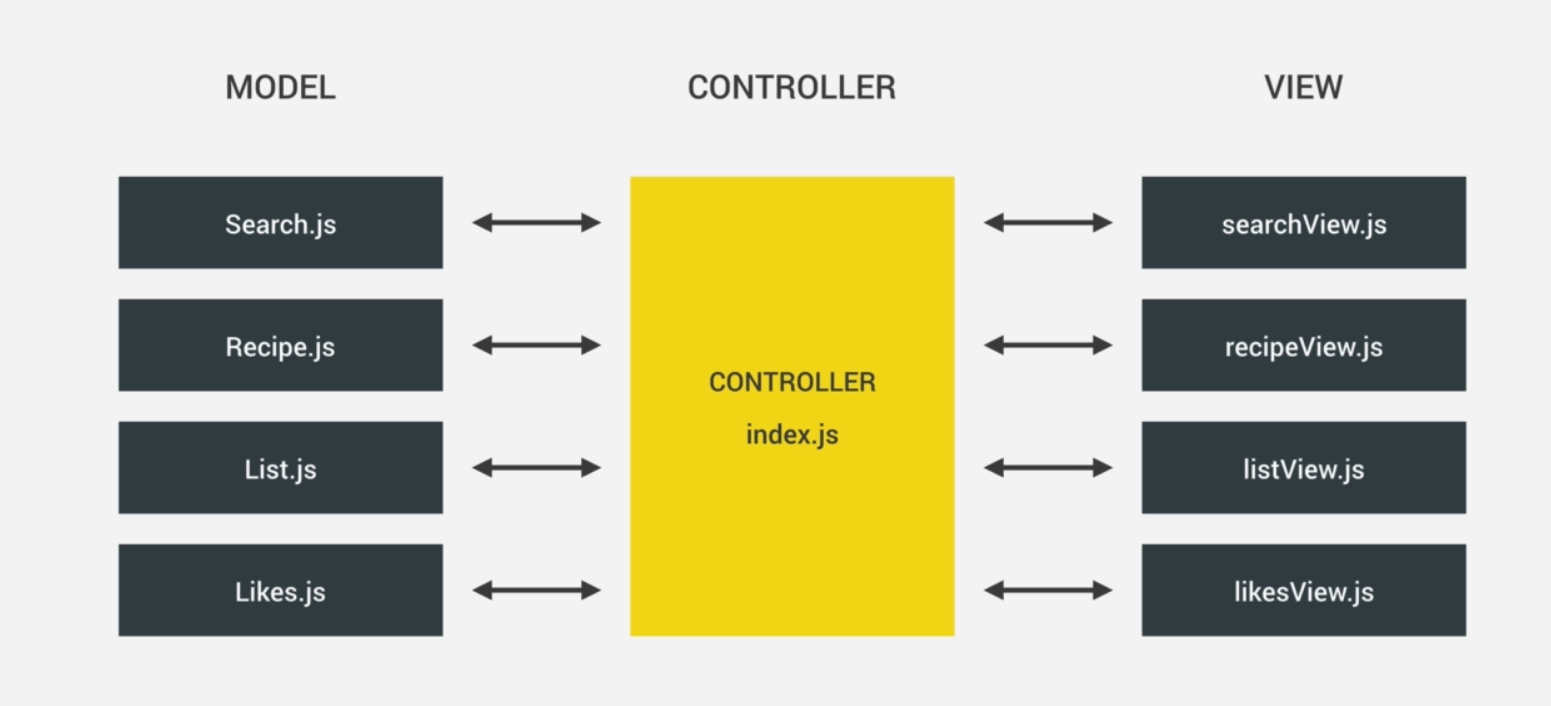 MODEL
CONTROLLER
VIEW
Search.js
searchView.js
Recipe.js
recipeView.js
CONTROLLER
index.js
List.js
listView.js
Likes.js
likesView.js